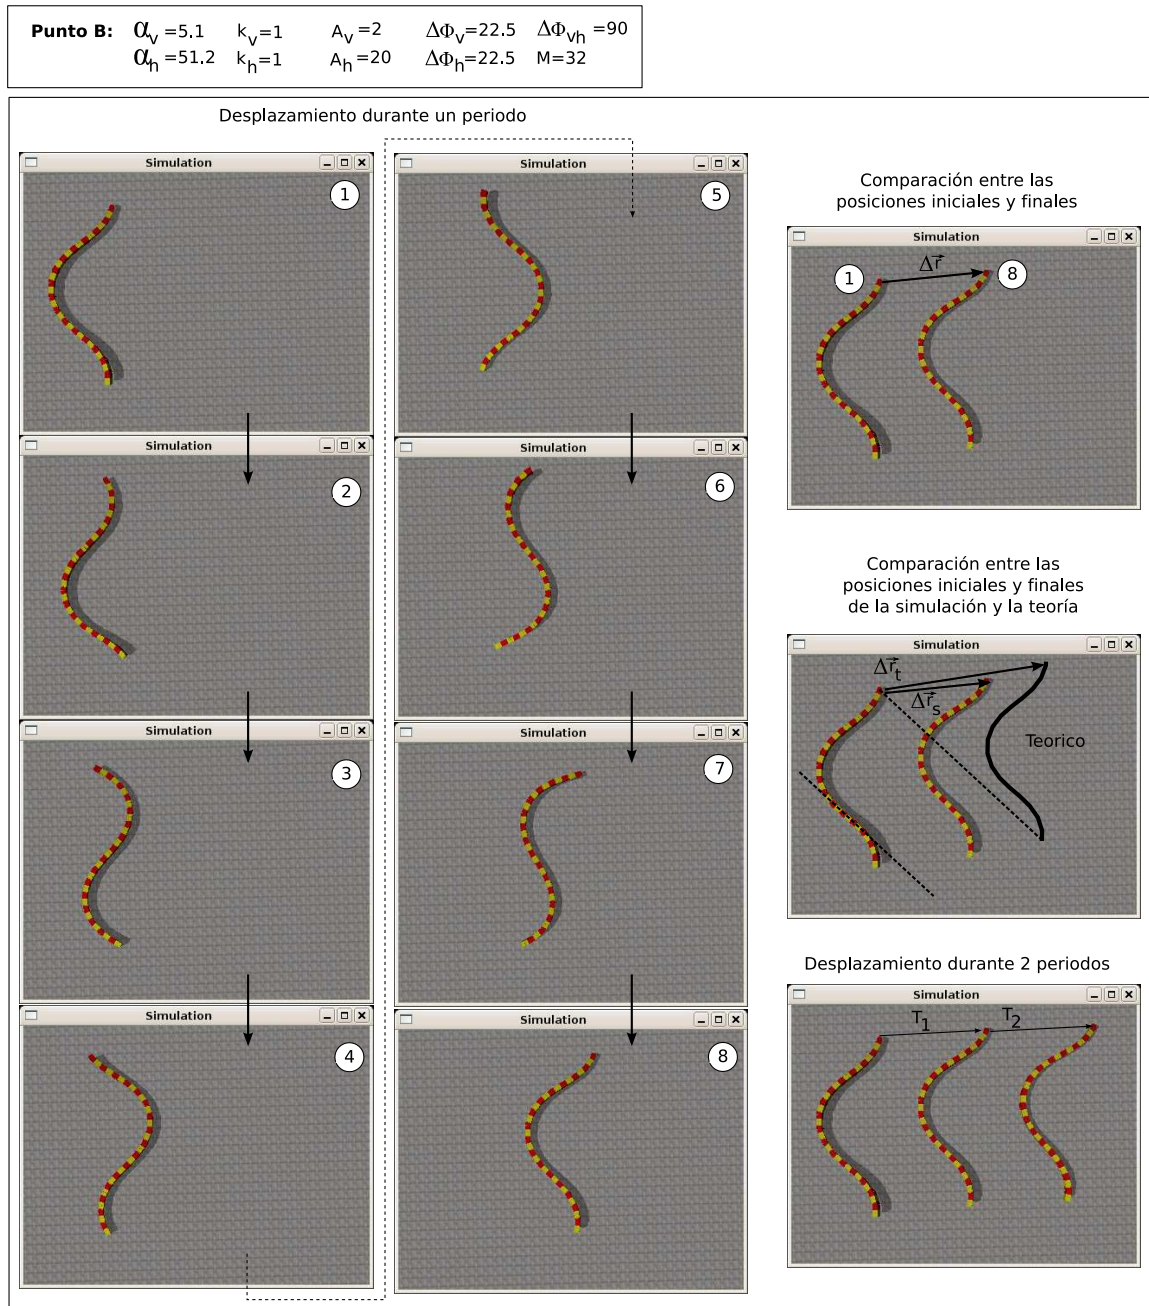 Punto B: αv=5.1 kv=1 Av=2 ΔΦv=22.5 ΔΦvh=90
αh=51.2 kh=1 Ah=20 ΔΦh=22.5 M=32
Desplazamiento durante un periodo
Simulation
1
Simulation
2
Simulation
3
Simulation
4
Simulation
5
Simulation
6
Simulation
7
Simulation
8
Comparación entre las
posiciones iniciales y finales
Simulation
1 Δr⃗ 8
Comparación entre las
posiciones iniciales y finales
de la simulación y la teoría
Simulation
Δr⃗t
Δr⃗s
Teorico
Desplazamiento durante 2 periodos
Simulation
T1 T2